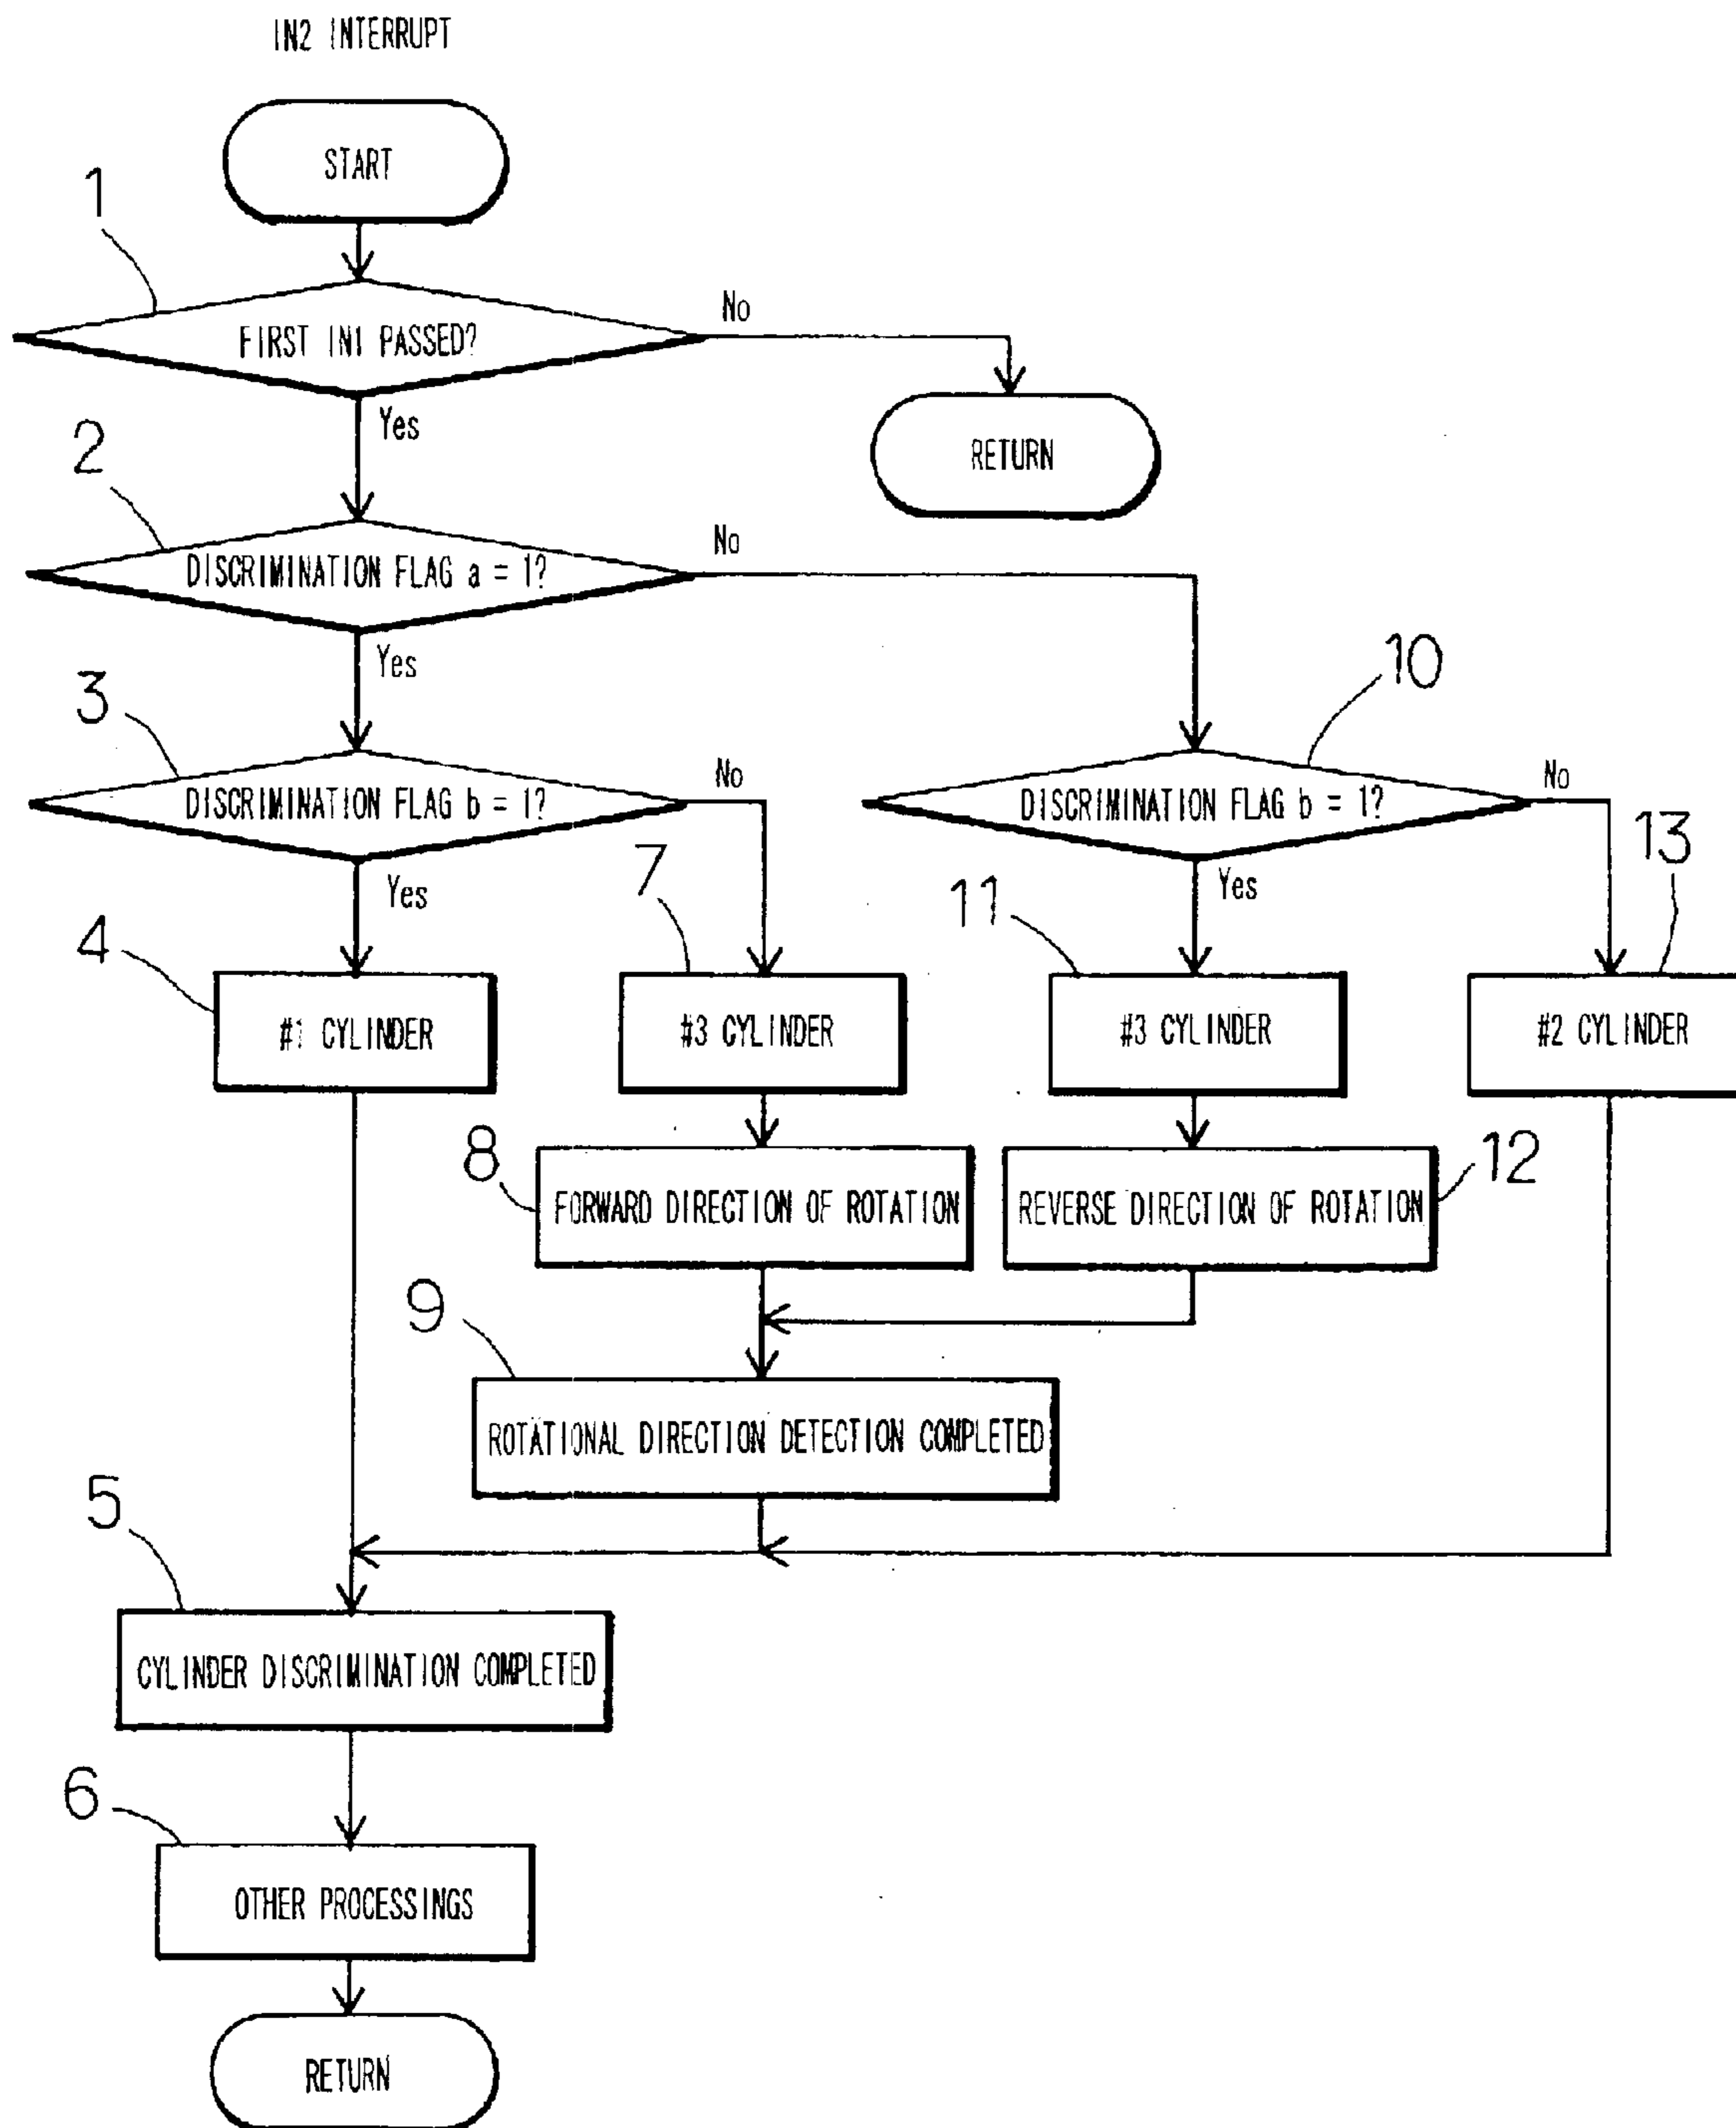 IN2 INTERRUPT
START
1
FIRST IN1 PASSED?
No
Yes
RETURN
2
DISCRIMINATION FLAG a = 1?
No
Yes
3
DISCRIMINATION FLAG b = 1?
No
Yes
10
DISCRIMINATION FLAG b = 1?
No
Yes
4
#1 CYLINDER
7
#3 CYLINDER
11
#3 CYLINDER
13
#2 CYLINDER
8
FORWARD DIRECTION OF ROTATION
REVERSE DIRECTION OF ROTATION
12
9
ROTATIONAL DIRECTION DETECTION COMPLETED
5
CYLINDER DISCRIMINATION COMPLETED
6
OTHER PROCESSINGS
RETURN